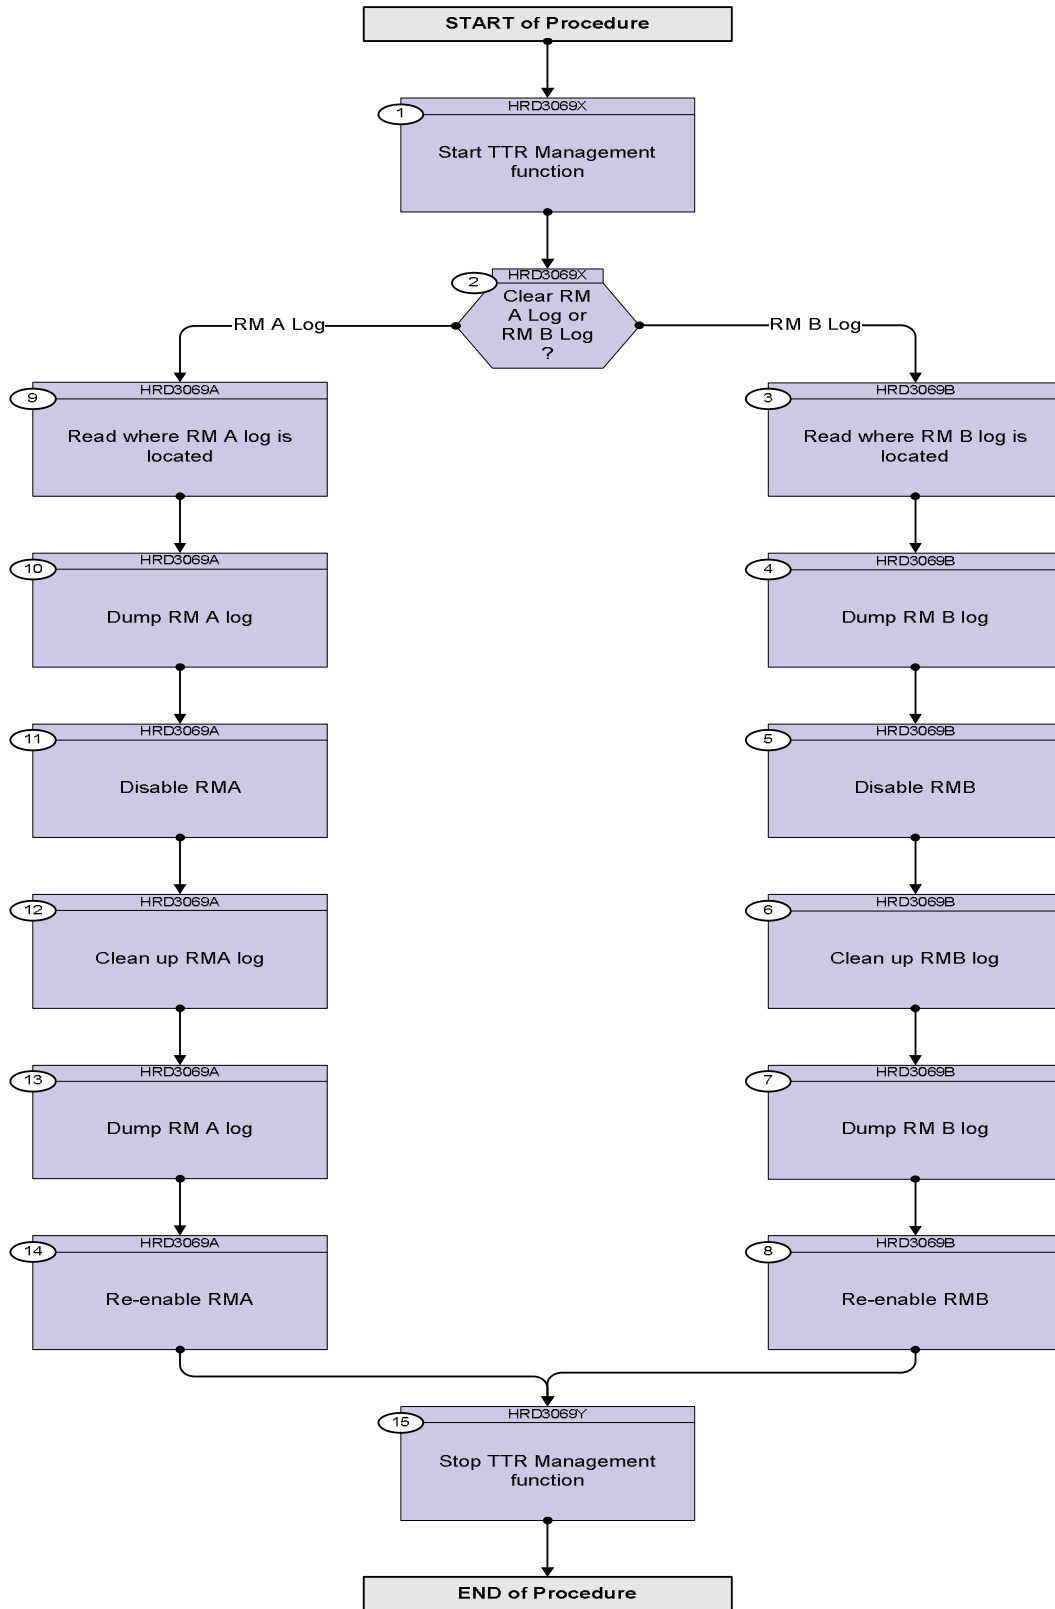 START of Procedure
HRD3069X
1
Start TTR Management
function
HRD3069X
2
Clear RM
A Log or
RM B Log
?
RM A Log
RM B Log
HRD3069A
9
Read where RM A log is
located
HRD3069B
3
Read where RM B log is
located
HRD3069A
10
Dump RM A log
HRD3069B
4
Dump RM B log
HRD3069A
11
Disable RMA
HRD3069B
5
Disable RMB
HRD3069A
12
Clean up RMA log
HRD3069B
6
Clean up RMB log
HRD3069A
13
Dump RM A log
HRD3069B
7
Dump RM B log
HRD3069A
14
Re-enable RMA
HRD3069B
8
Re-enable RMB
HRD3069Y
15
Stop TTR Management
function
END of Procedure